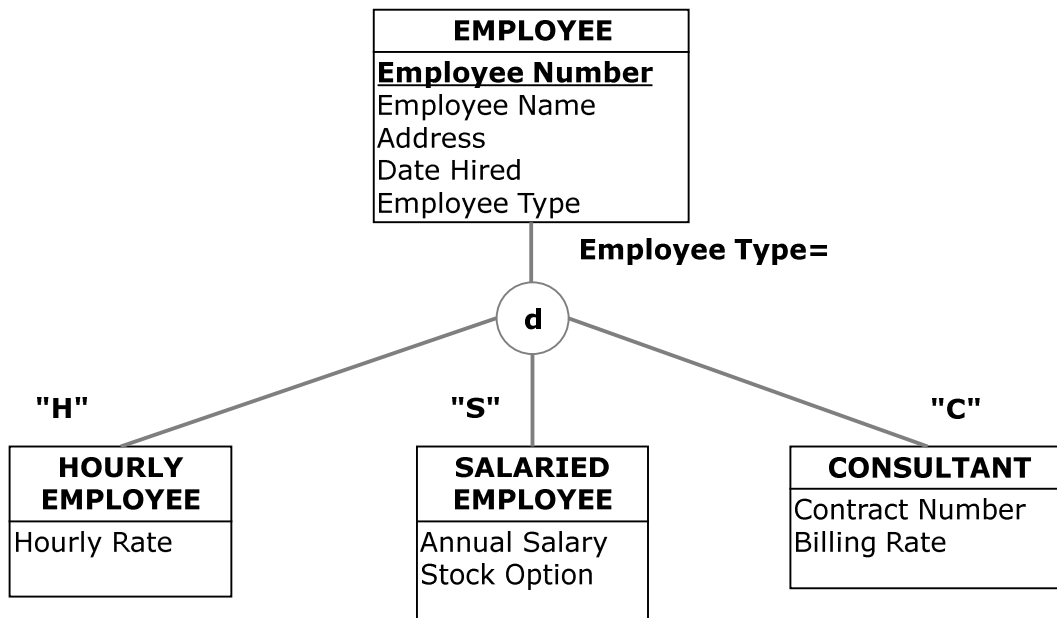 EMPLOYEE
Employee Number
Employee Name
Address
Date Hired
Employee Type
Employee Type=
d
"H"
"S"
"C"
HOURLY
EMPLOYEE
Hourly Rate
SALARIED
EMPLOYEE
Annual Salary
Stock Option
CONSULTANT
Contract Number
Billing Rate